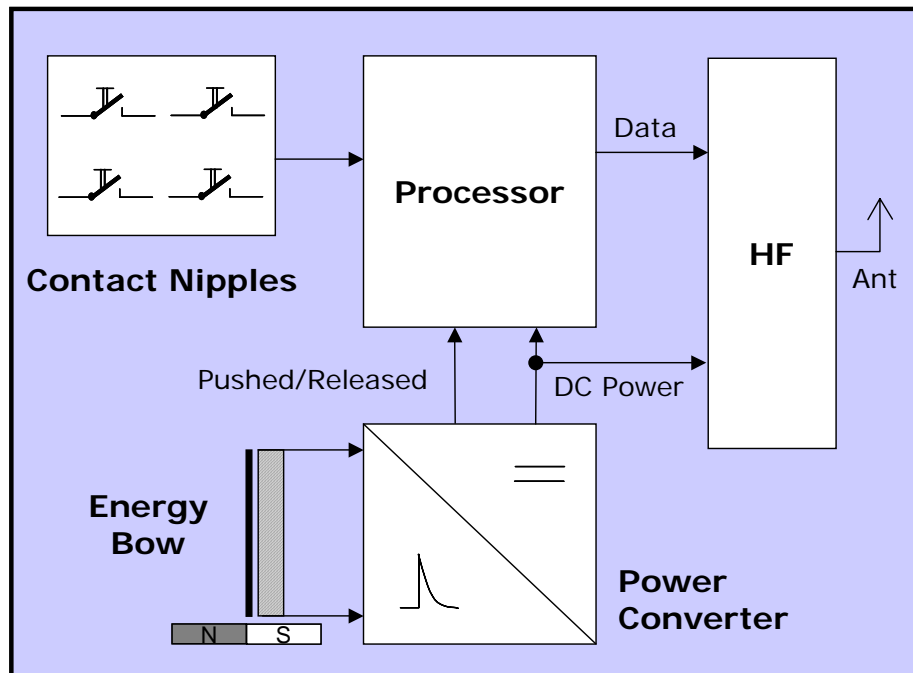 Data
Processor
HF
Contact Nipples
Ant
Pushed/Released
DC Power
Energy
Bow
Power
Converter
N S